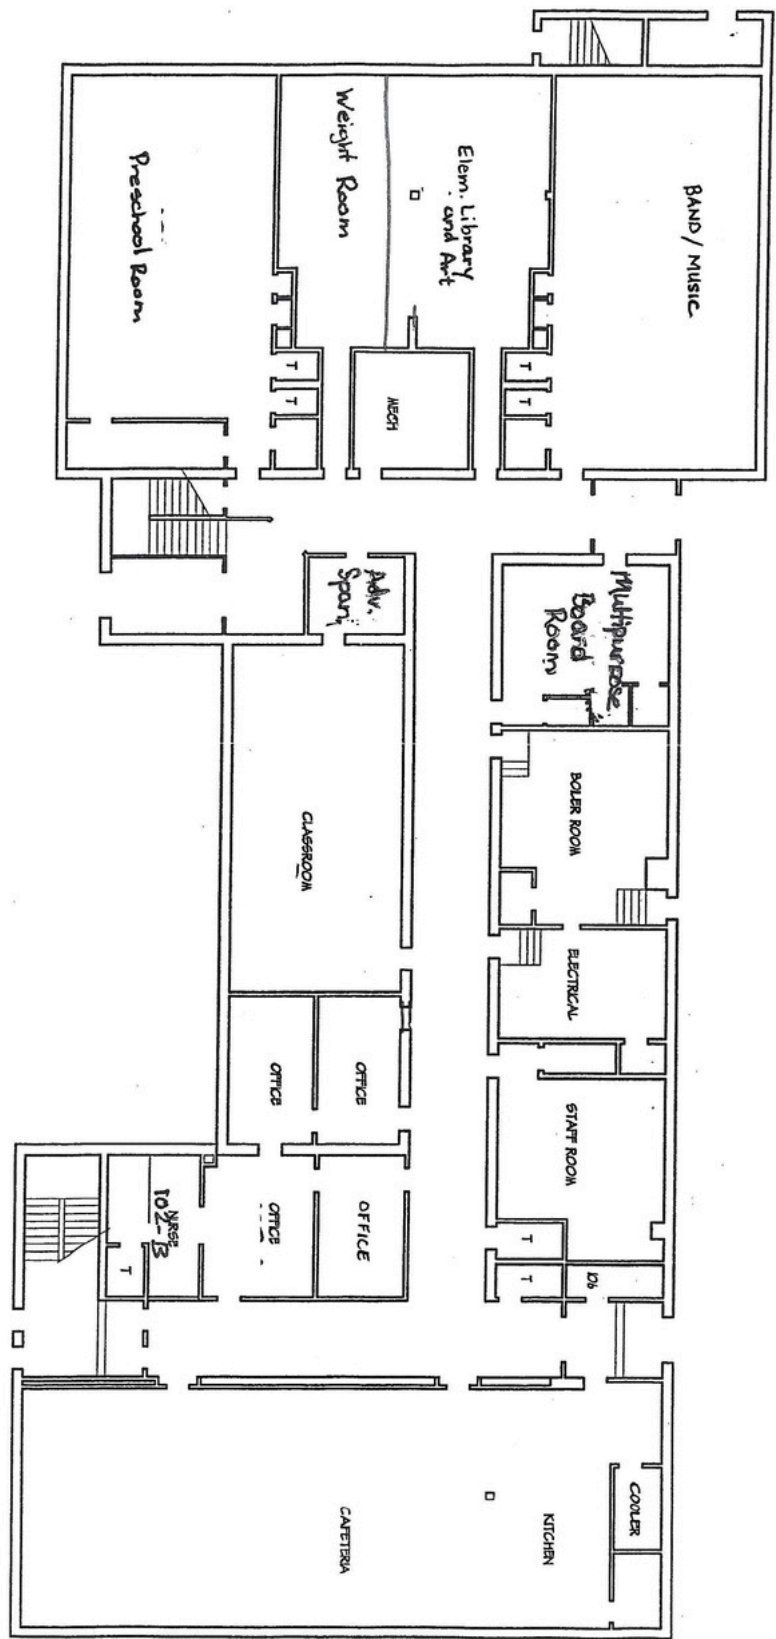 BAND / MUSIC
Elem. Library
and Art
Weight Room
Preschool Room
T
T
T
T
MECH
Multipurpose
Board
Room
Adv.
Span.
BOILER ROOM
CLASSROOM
ELECTRICAL
OFFICE
OFFICE
STAFF ROOM
OFFICE
OFFICE
NURSE
102-B
T
T
T
106
COOLER
KITCHEN
CAFETERIA